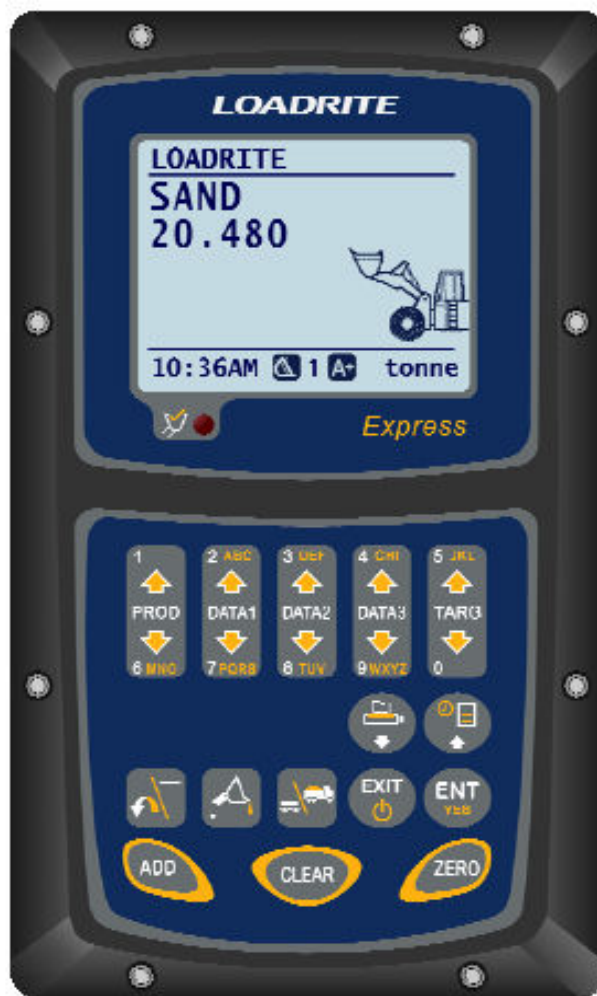 LOADRITE
LOADRITE
SAND
20.480
10:36AM 1 A+ tonne
Express
1 2 ABC 3 DEF 4 GHI 5 JKL
PROD DATA1 DATA2 DATA3 TARG
6 MNO 7 PQRS 8 TUV 9 WXYZ 0
EXIT ENT
YES
ADD CLEAR ZERO